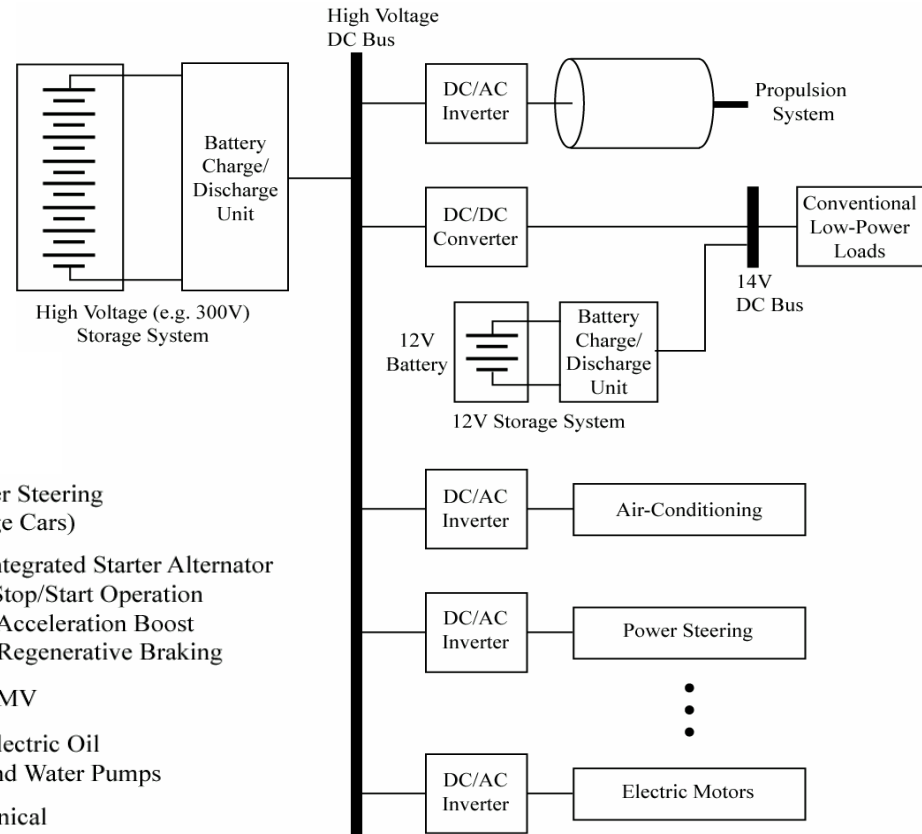 High Voltage
DC Bus
Battery
Charge/
Discharge
Unit
High Voltage (e.g. 300V)
Storage System
DC/AC
Inverter
Propulsion
System
DC/DC
Converter
14V
DC Bus
Conventional
Low-Power
Loads
12V
Battery
Battery
Charge/
Discharge
Unit
12V Storage System
DC/AC
Inverter
Air-Conditioning
DC/AC
Inverter
Power Steering
DC/AC
Inverter
Electric Motors
Steering
Cars)
Starter Alternator
Stop/Start Operation
Acceleration Boost
Regenerative Braking
Oil
Water Pumps